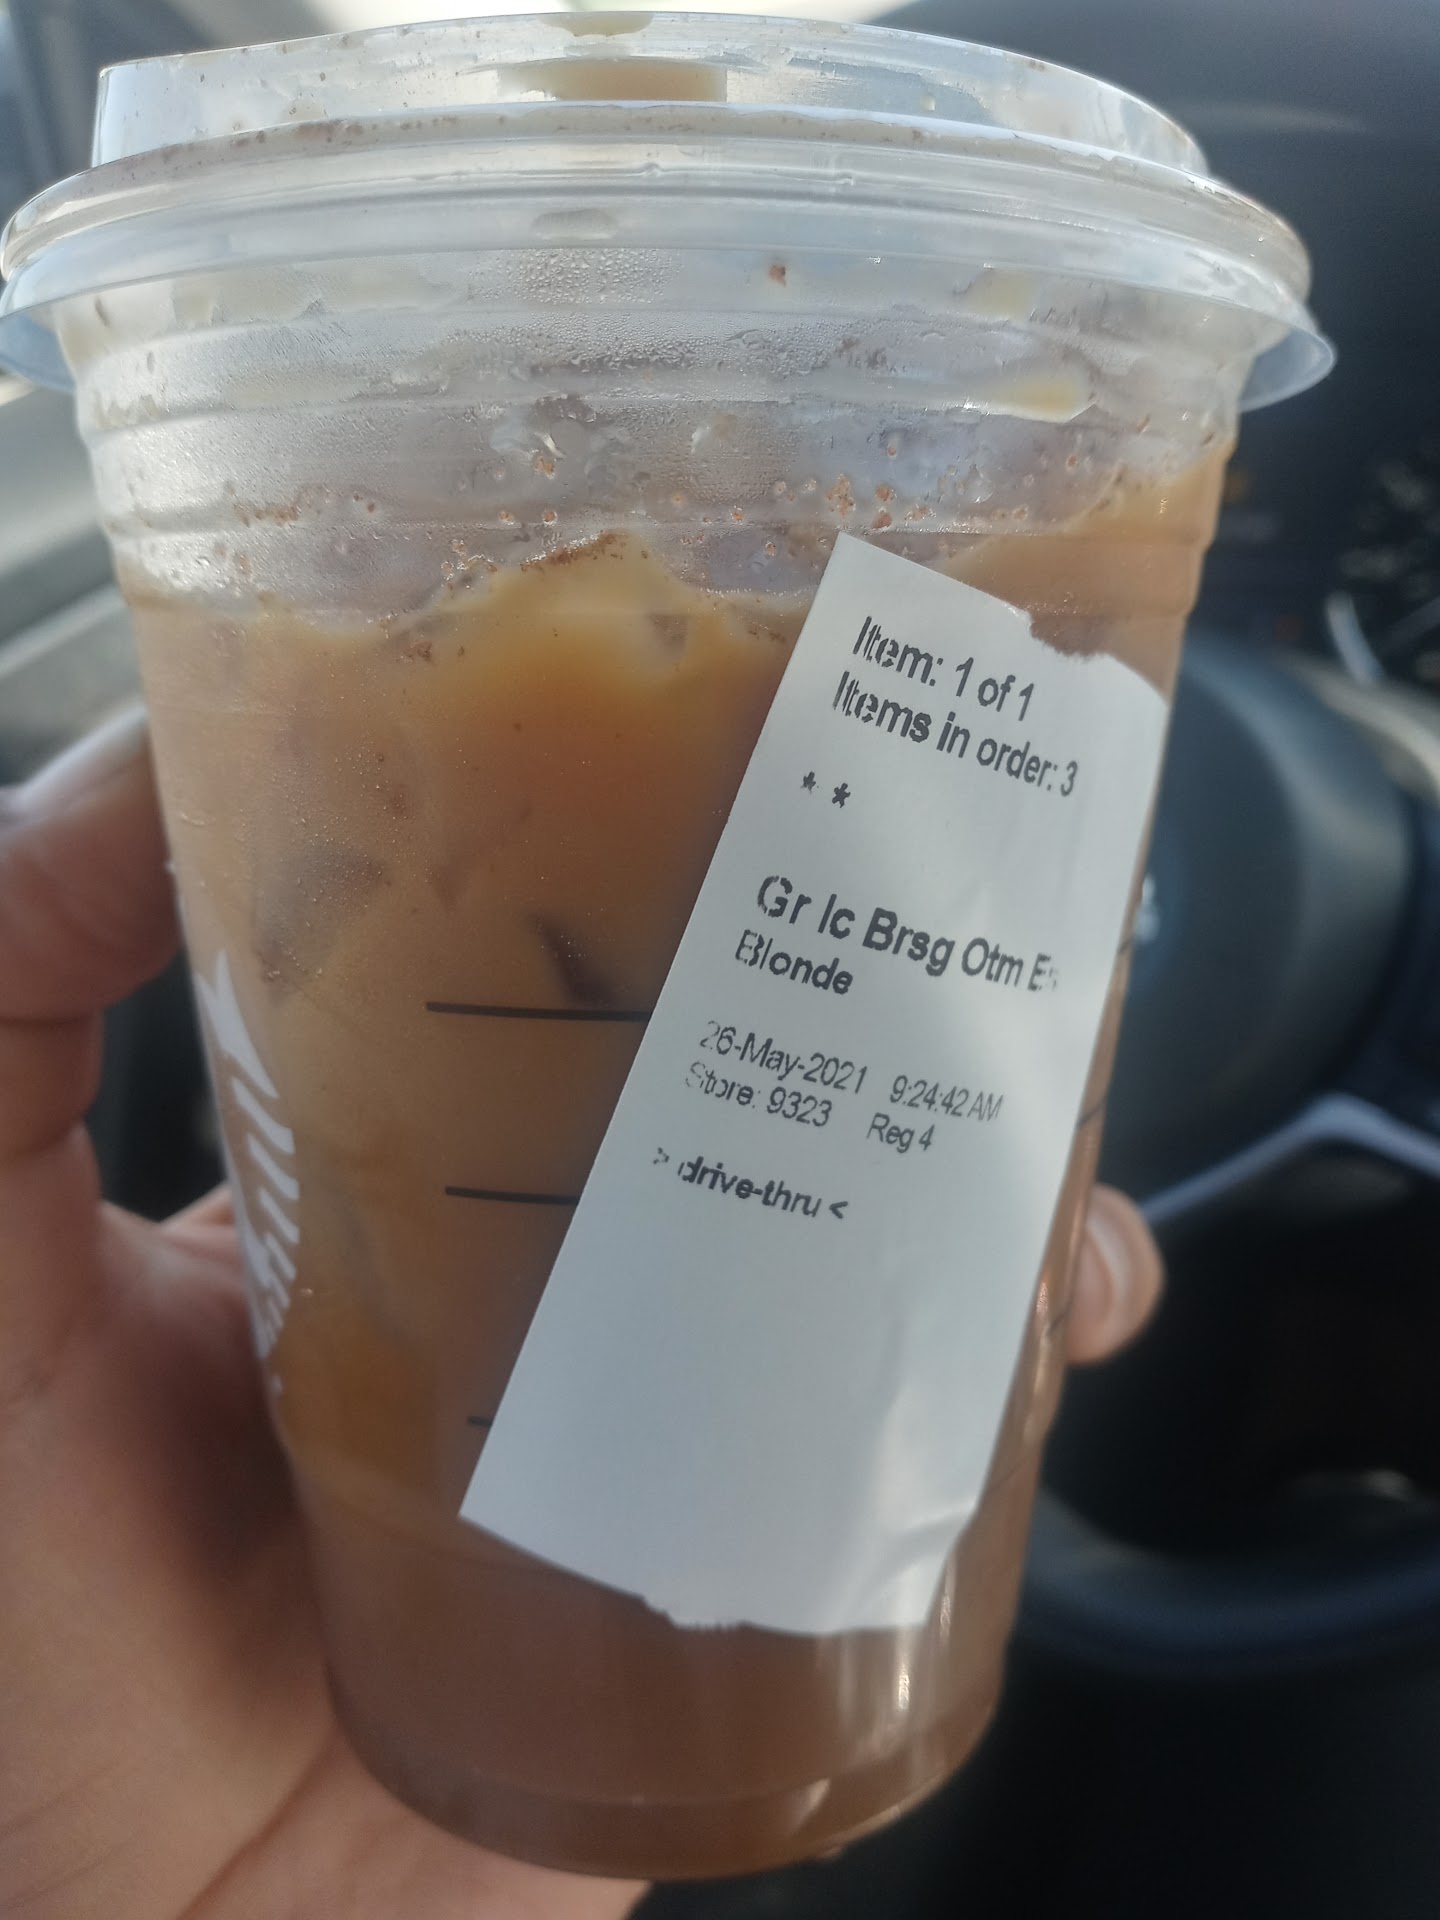 Item: 1 of 1
Items in order: 3
* *
Gr Ic Brsg Otm Es
Blonde
26-May-2021 9:24:42 AM
Store: 9323 Reg 4
> drive-thru <